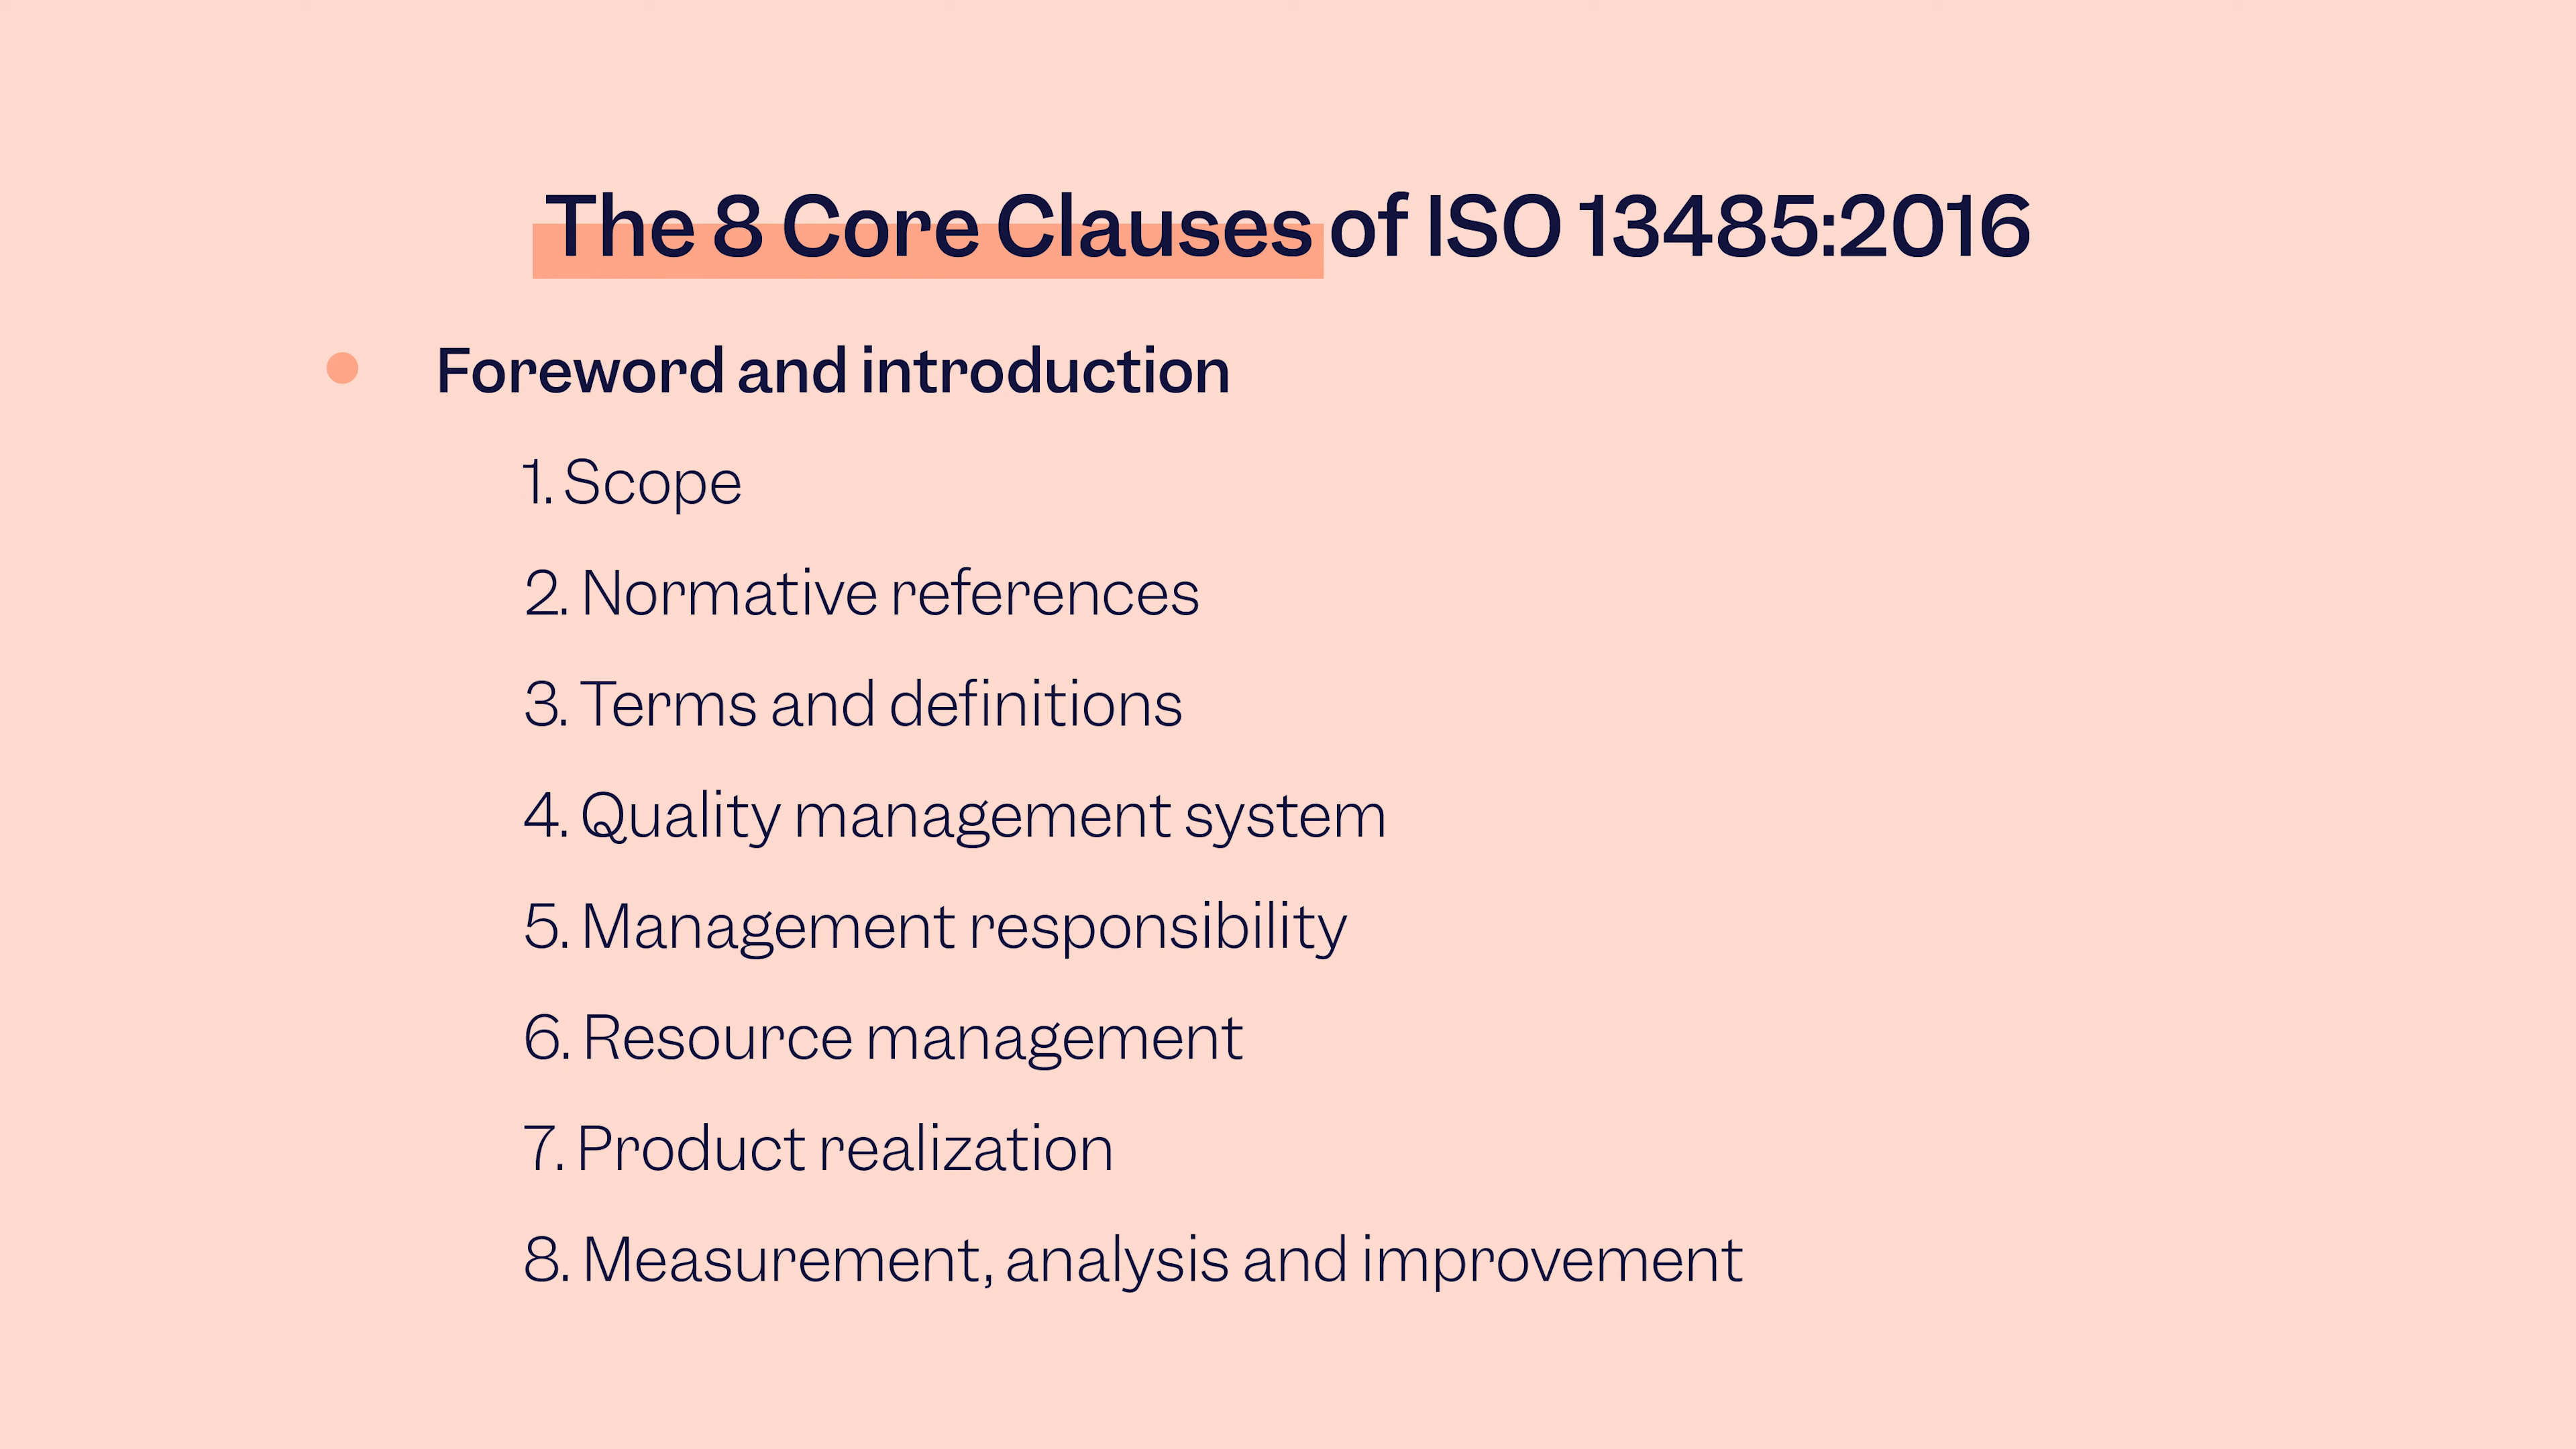 The 8 Core Clauses of ISO 13485:2016
Foreword and introduction
1. Scope
2. Normative references
3. Terms and definitions
4. Quality management system
5. Management responsibility
6. Resource management
7. Product realization
8. Measurement, analysis and improvement